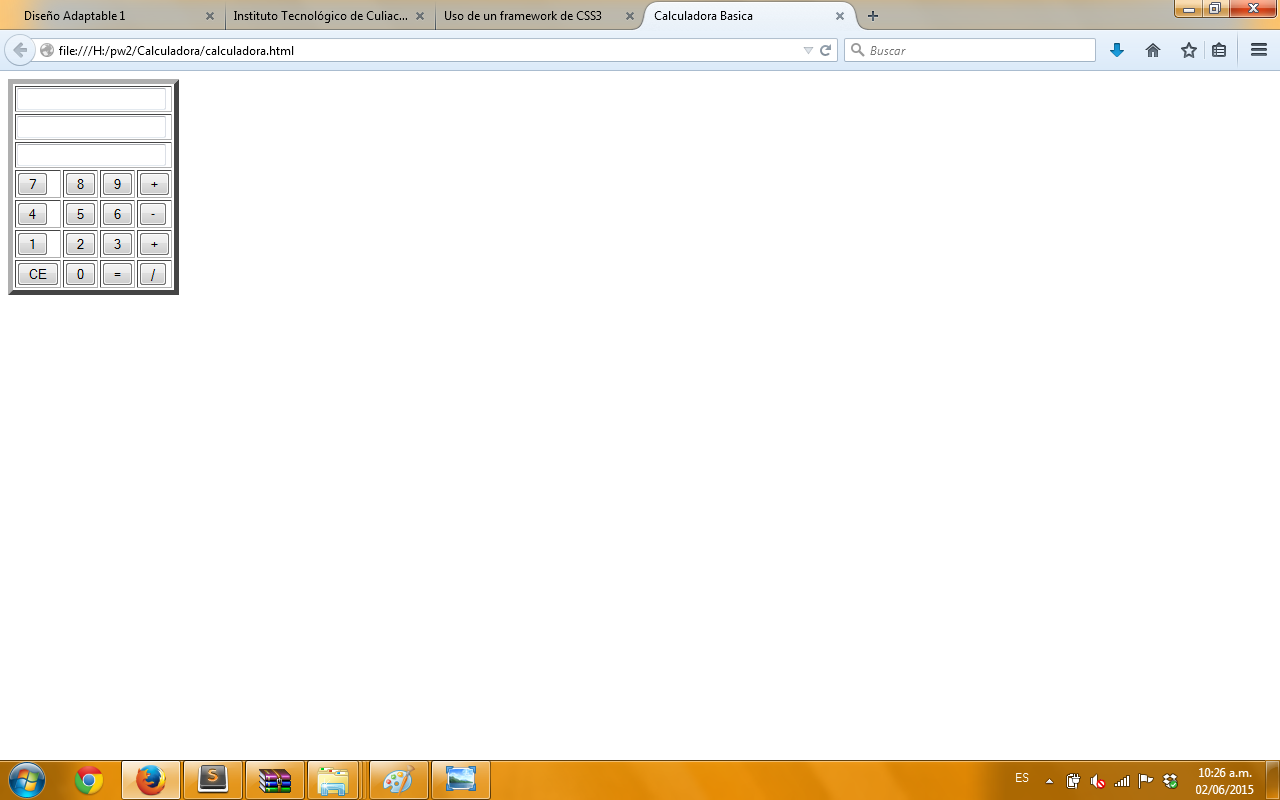 Diseño Adaptable 1
Instituto Tecnológico de Culiac...
Uso de un framework de CSS3
Calculadora Basica
file:///H:/pw2/Calculadora/calculadora.html
Buscar
7 8 9 +
4 5 6 -
1 2 3 +
CE 0 = /
S
ES
10:26 a.m.
02/06/2015